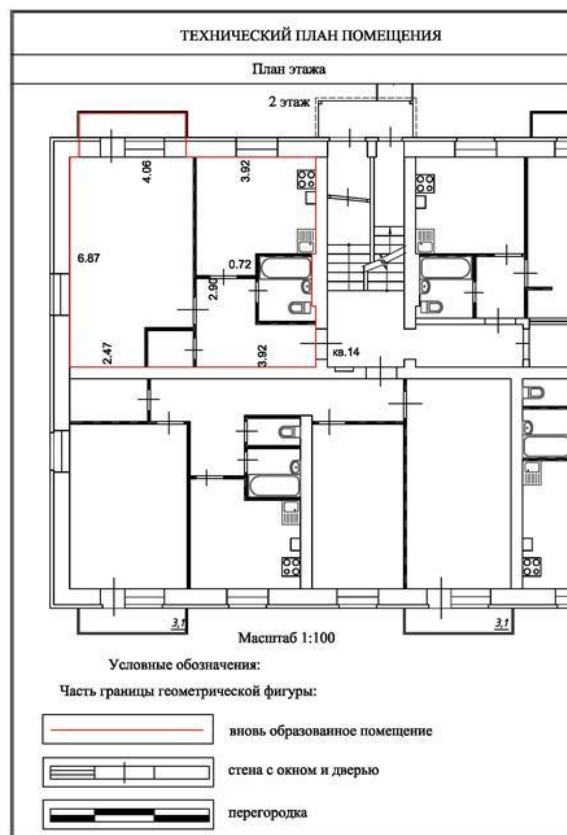 ТЕХНИЧЕСКИЙ ПЛАН ПОМЕЩЕНИЯ
План этажа
2 этаж
4.06
3.92
6.87
0.72
2.90
2.47
3.92
кв.14
3,1
3,1
Масштаб 1:100
Условные обозначения:
Часть границы геометрической фигуры:
вновь образованное помещение
стена с окном и дверью
перегородка